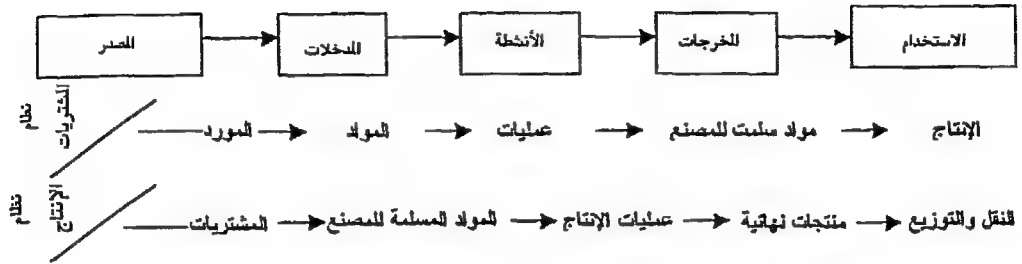 المصدر المدخلات الأنشطة المخرجات الاستخدام
نظام المشتريات
المورد المواد عمليات مواد سلمت للمصنع الإنتاج
نظام الإنتاج
المشتريات المواد المسلمة للمصنع عمليات الإنتاج منتجات نهائية النقل والتوزيع